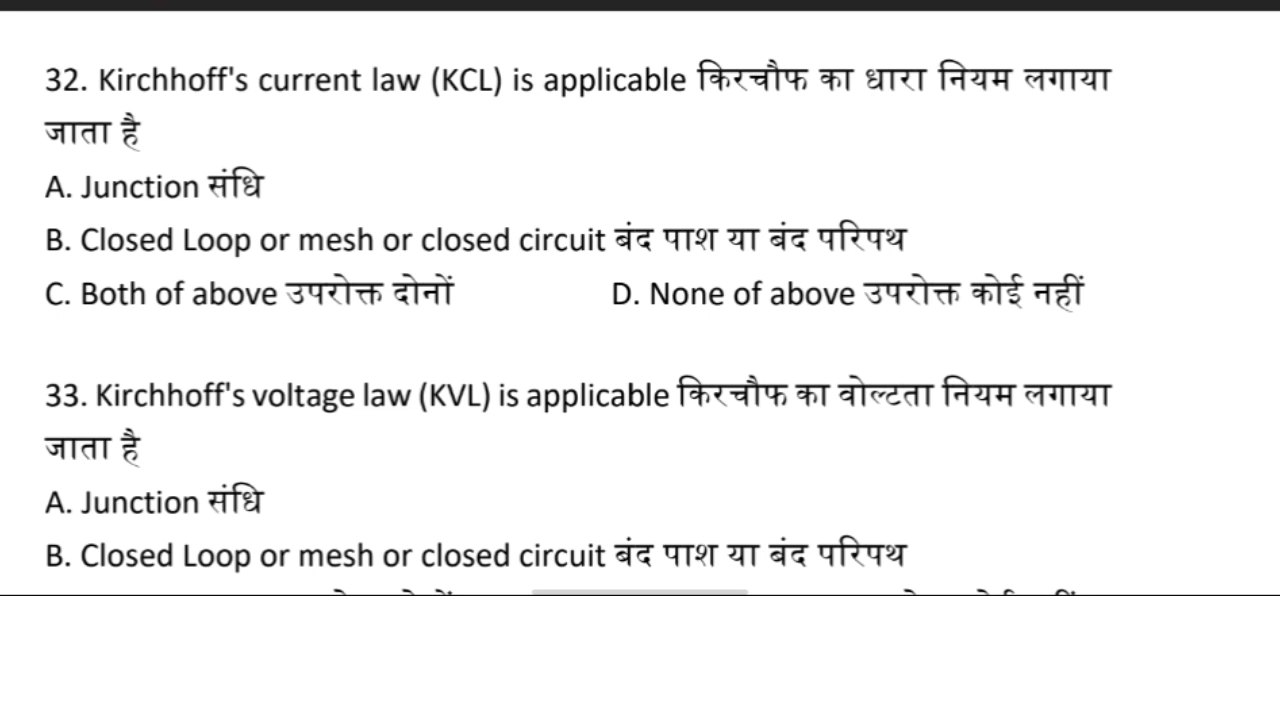 32. Kirchhoff's current law (KCL) is applicable किरचौफ का धारा नियम लगाया
जाता है
A. Junction संधि
B. Closed Loop or mesh or closed circuit बंद पाश या बंद परिपथ
C. Both of above उपरोक्त दोनों D. None of above उपरोक्त कोई नहीं
33. Kirchhoff's voltage law (KVL) is applicable किरचौफ का वोल्टता नियम लगाया
जाता है
A. Junction संधि
B. Closed Loop or mesh or closed circuit बंद पाश या बंद परिपथ